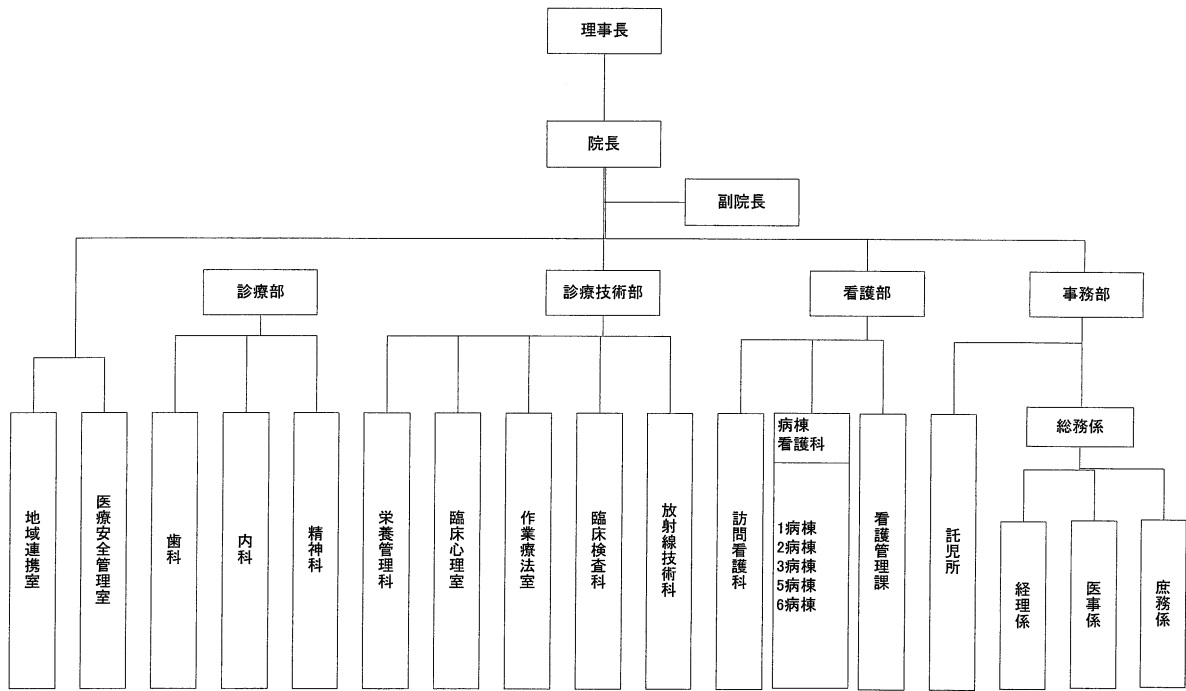 理事長
院長
副院長
診療部
診療技術部
看護部
事務部
地域連携室
医療安全管理室
歯科
内科
精神科
栄養管理科
臨床心理室
作業療法室
臨床検査科
放射線技術科
訪問看護科
病棟
看護科
1病棟
2病棟
3病棟
5病棟
6病棟
看護管理課
託児所
総務係
経理係
医事係
庶務係